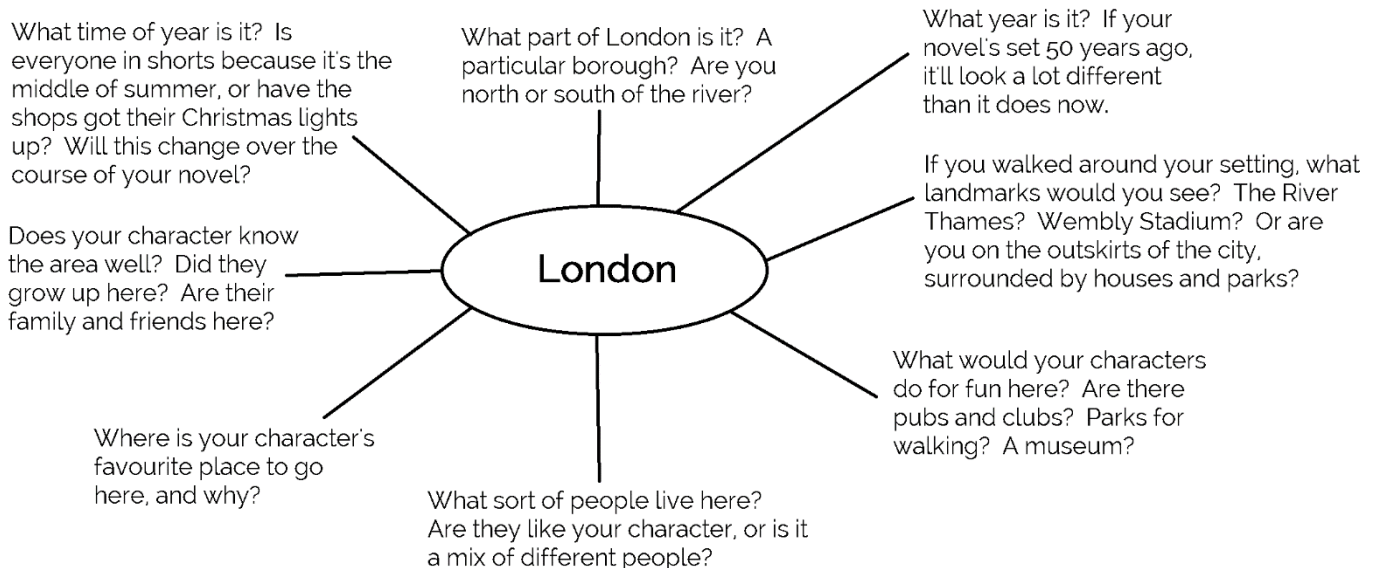 What time of year is it? Is
everyone in shorts because it's the
middle of summer, or have the
shops got their Christmas lights
up? Will this change over the
course of your novel?
What part of London is it? A
particular borough? Are you
north or south of the river?
What year is it? If your
novel's set 50 years ago,
it'll look a lot different
than it does now.
If you walked around your setting, what
landmarks would you see? The River
Thames? Wembly Stadium? Or are
you on the outskirts of the city,
surrounded by houses and parks?
Does your character know
the area well? Did they
grow up here? Are their
family and friends here?
London
What would your characters
do for fun here? Are there
pubs and clubs? Parks for
walking? A museum?
Where is your character's
favourite place to go
here, and why?
What sort of people live here?
Are they like your character, or is it
a mix of different people?